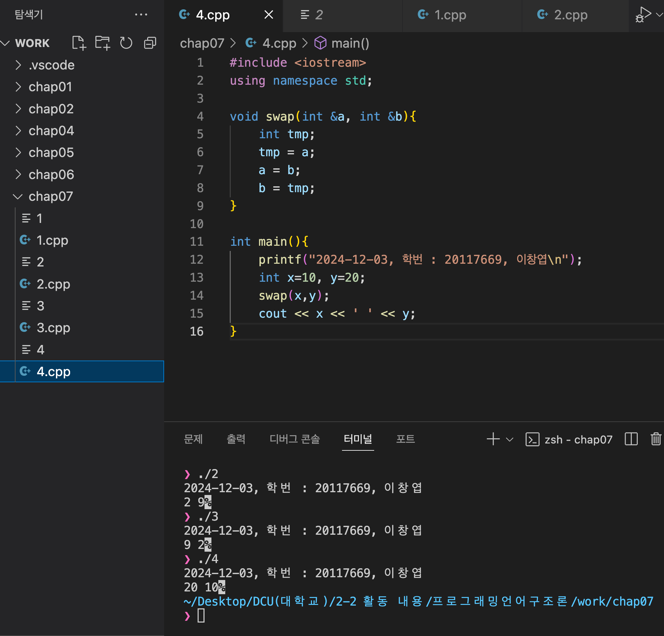 탐색기 ...
WORK
.vscode
chap01
chap02
chap04
chap05
chap06
chap07
1
1.cpp
2
2.cpp
3
3.cpp
4
4.cpp
4.cpp 2 1.cpp 2.cpp
chap07 > 4.cpp > main()
1 #include <iostream>
2 using namespace std;
3
4 void swap(int &a, int &b){
5 int tmp;
6 tmp = a;
7 a = b;
8 b = tmp;
9 }
10
11 int main(){
12 printf("2024-12-03, 학번 : 20117669, 이창엽\n");
13 int x=10, y=20;
14 swap(x,y);
15 cout << x << ' ' << y;
16 }
문제 출력 디버그 콘솔 터미널 포트 zsh - chap07
❯ ./2
2024-12-03, 학번 : 20117669, 이창엽
2 9%
❯ ./3
2024-12-03, 학번 : 20117669, 이창엽
9 2%
❯ ./4
2024-12-03, 학번 : 20117669, 이창엽
20 10%
~/Desktop/DCU(대학교)/2-2 활동 내용/프로그래밍언어구조론/work/chap07
❯